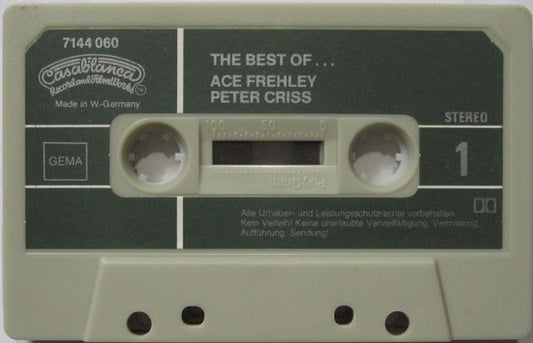 7144 060
Casablanca
Record and FilmWorks
TM
Made in W.-Germany
THE BEST OF...
ACE FREHLEY
PETER CRISS
STEREO
1
GEMA
100 50 0
PolyGram
Alle Urheber- und Leistungsschutzrechte vorbehalten.
Kein Verleih! Keine unerlaubte Vervielfältigung, Vermietung,
Aufführung, Sendung!